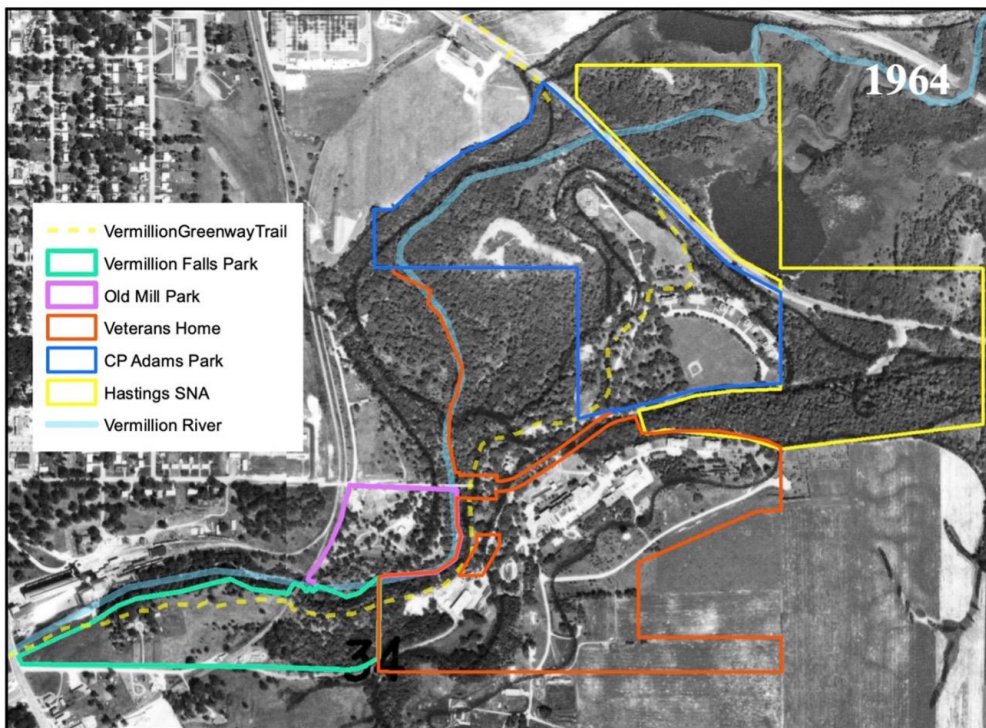 1964
VermillionGreenwayTrail
Vermillion Falls Park
Old Mill Park
Veterans Home
CP Adams Park
Hastings SNA
Vermillion River
34